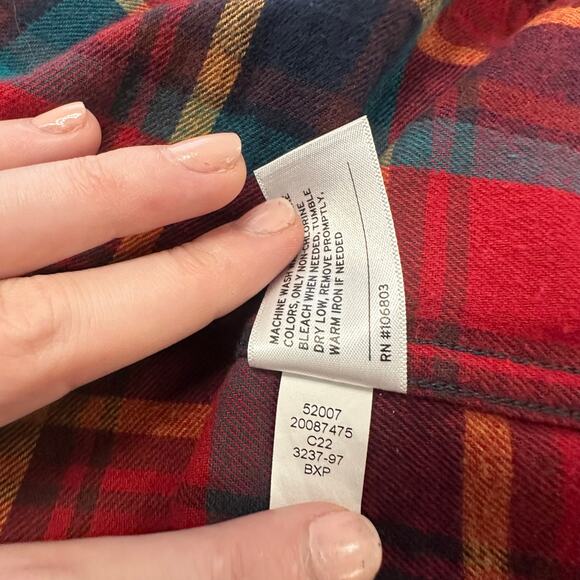 MACHINE WASH
COLORS, ONLY NON-CHLORINE
BLEACH WHEN NEEDED, TUMBLE
DRY LOW, REMOVE PROMPTLY,
WARM IRON IF NEEDED
RN #106803
52007
20087475
C22
3237-97
BXP